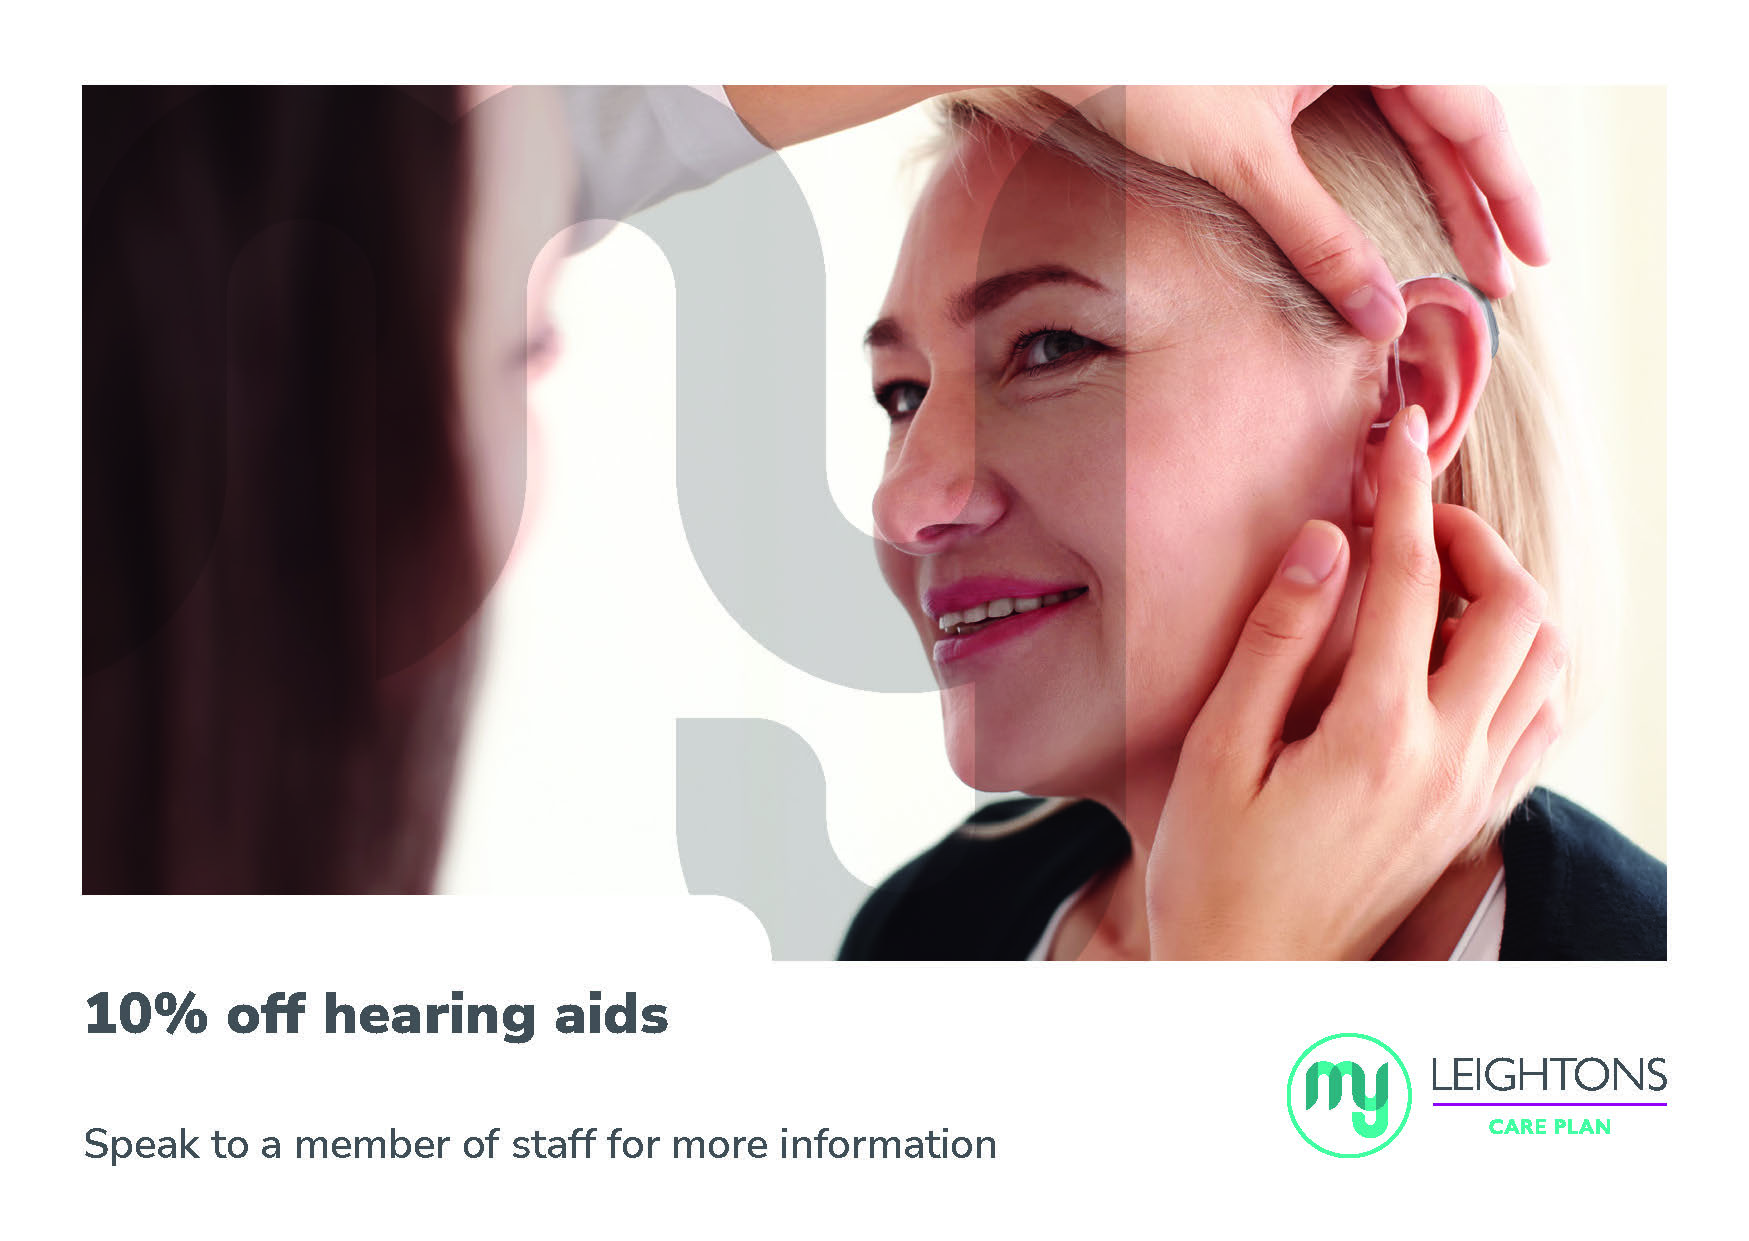 10% off hearing aids
Speak to a member of staff for more information
my
LEIGHTONS
CARE PLAN